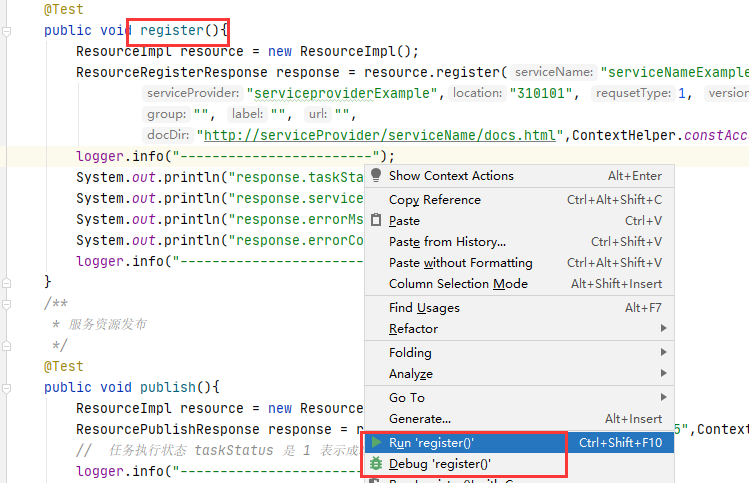 @Test
public void register(){
ResourceImpl resource = new ResourceImpl();
ResourceRegisterResponse response = resource.register( serviceName: "serviceNameExample
serviceProvider: "serviceproviderExample", location: "310101", requsetType: 1, version
group: "", label: "", url: "",
docDir: "http://serviceProvider/serviceName/docs.html",ContextHelper.constAcc
logger.info("------------------------");
System.out.println("response.taskSta
System.out.println("response.service
System.out.println("response.errorMs
System.out.println("response.errorCo
logger.info("-----------------------
}
/**
* 服务资源发布
*/
@Test
public void publish(){
ResourceImpl resource = new Resource
ResourcePublishResponse response = r
5",Contex
// 任务执行状态 taskStatus 是 1 表示成
logger.info("-----------------------
Show Context Actions Alt+Enter
Copy Reference Ctrl+Alt+Shift+C
Paste Ctrl+V
Paste from History... Ctrl+Shift+V
Paste without Formatting Ctrl+Alt+Shift+V
Column Selection Mode Alt+Shift+Insert
Find Usages Alt+F7
Refactor
Folding
Analyze
Go To
Generate... Alt+Insert
Run 'register()' Ctrl+Shift+F10
Debug 'register()'